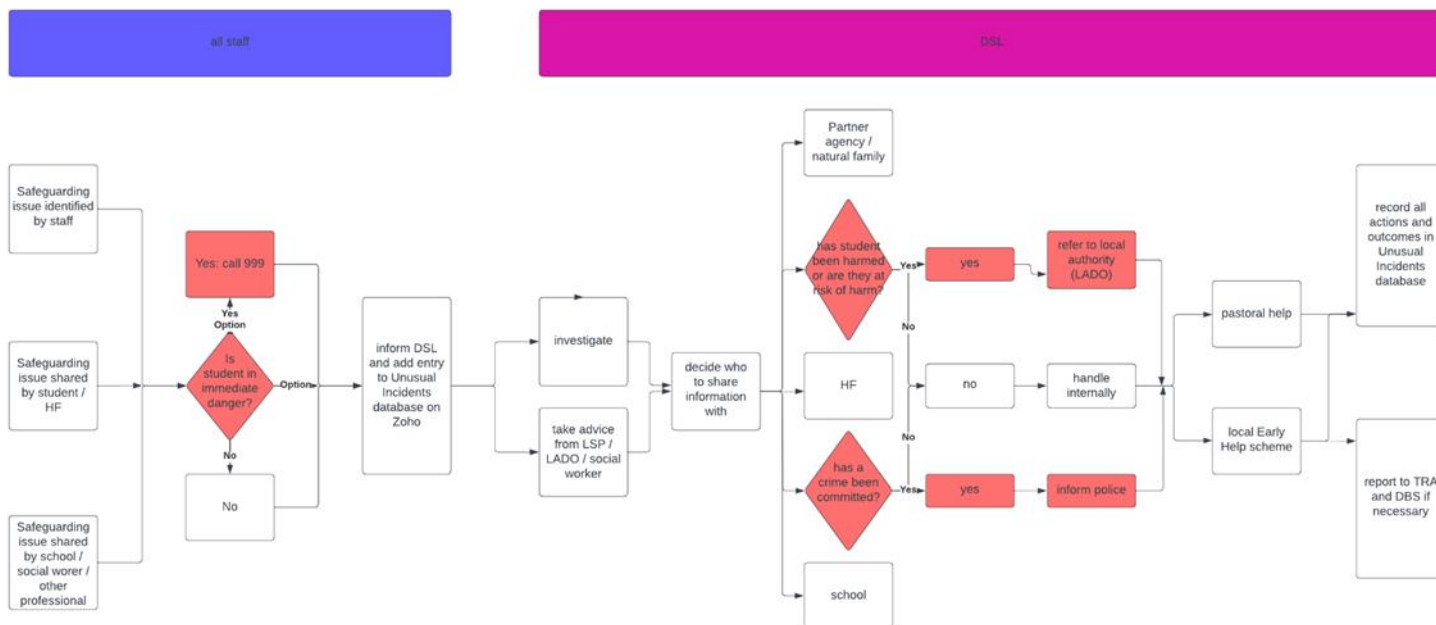 all staff
DSL
Safeguarding
issue identified
by staff
Safeguarding
issue shared
by student /
HF
Safeguarding
issue shared
by school /
social worer /
other
professional
Yes: call 999
Yes
Option
Is
student in
immediate
danger?
Option
No
No
inform DSL
and add entry
to Unusual
Incidents
database on
Zoho
investigate
take advice
from LSP /
LADO / social
worker
decide who
to share
information
with
Partner
agency /
natural family
has student
been harmed
or are they at
risk of harm?
HF
has a
crime been
committed?
school
Yes
No
No
Yes
yes
no
yes
refer to local
authority
(LADO)
handle
internally
inform police
pastoral help
local Early
Help scheme
record all
actions and
outcomes in
Unusual
Incidents
database
report to TRA
and DBS if
necessary